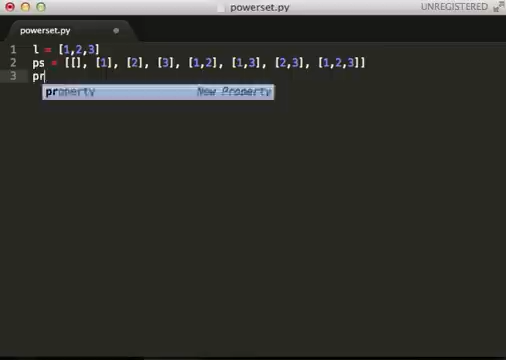 powerset.py
UNREGISTERED
powerset.py
1 l = [1,2,3]
2 ps = [[], [1], [2], [3], [1,2], [1,3], [2,3], [1,2,3]]
3 pr
property New Property